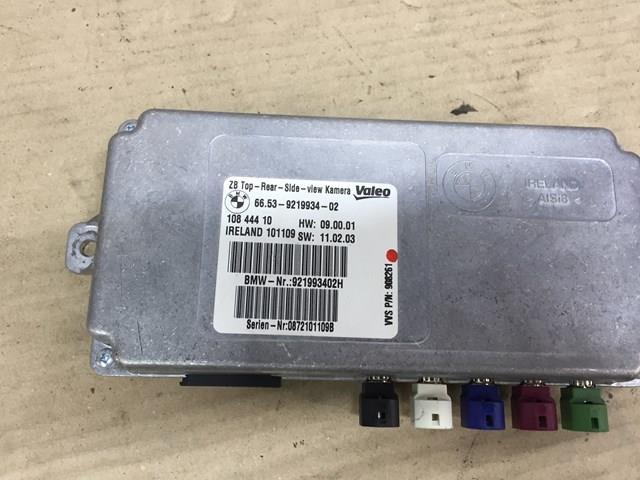 ZB Top-Rear-Side-view Kamera Valeo
66.53-9219934-02
108 444 10 HW: 09.00.01
IRELAND 101109 SW: 11.02.03
BMW-Nr.:921993402H
Serien-Nr:0872101109B
VVS P/N: 908261
IRELAND
AlSi8